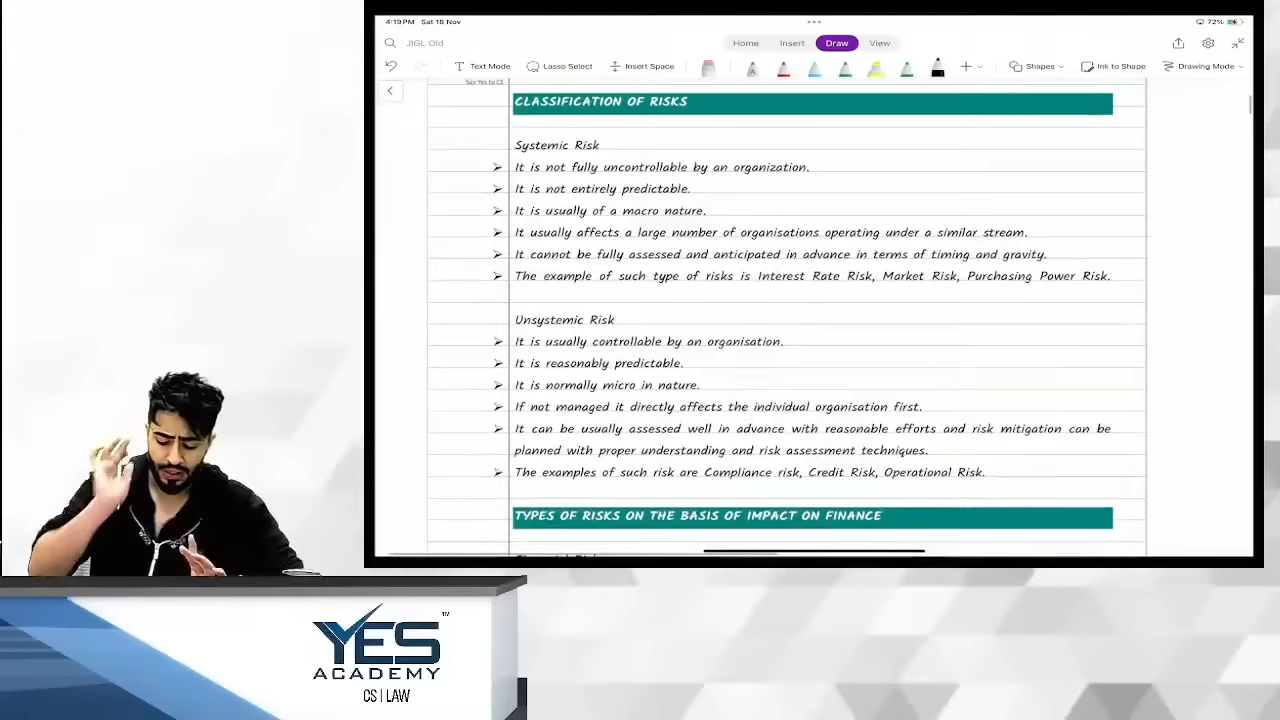 4:19 PM Sat 18 Nov
72%
JIGL Old
Home Insert Draw View
Text Mode Lasso Select Insert Space Shapes Ink to Shape Drawing Mode
Say Yes to CS
CLASSIFICATION OF RISKS
Systemic Risk
➢ It is not fully uncontrollable by an organization.
➢ It is not entirely predictable.
➢ It is usually of a macro nature.
➢ It usually affects a large number of organisations operating under a similar stream.
➢ It cannot be fully assessed and anticipated in advance in terms of timing and gravity.
➢ The example of such type of risks is Interest Rate Risk, Market Risk, Purchasing Power Risk.
Unsystemic Risk
➢ It is usually controllable by an organisation.
➢ It is reasonably predictable.
➢ It is normally micro in nature.
➢ If not managed it directly affects the individual organisation first.
➢ It can be usually assessed well in advance with reasonable efforts and risk mitigation can be
planned with proper understanding and risk assessment techniques.
➢ The examples of such risk are Compliance risk, Credit Risk, Operational Risk.
TYPES OF RISKS ON THE BASIS OF IMPACT ON FINANCE
YES™
ACADEMY
CS | LAW